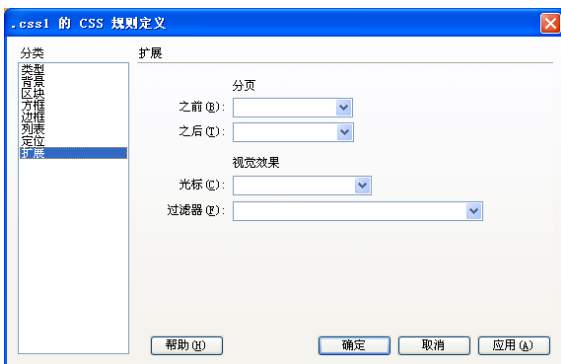 .css1 的 CSS 规则定义
分类
类型
背景
区块
方框
边框
列表
定位
扩展
扩展
分页
之前(B):
之后(T):
视觉效果
光标(C):
过滤器(F):
帮助(H)
确定
取消
应用(A)